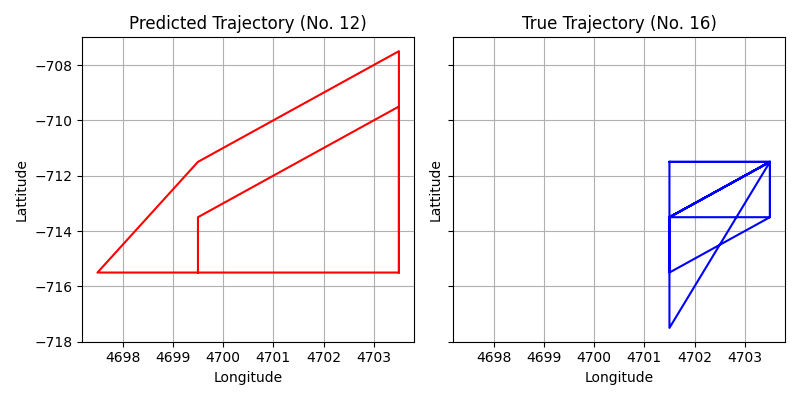 Predicted Trajectory (No. 12)
True Trajectory (No. 16)
−708
−710
−712
−714
−716
−718
Lattitude
Lattitude
4698 4699 4700 4701 4702 4703
4698 4699 4700 4701 4702 4703
Longitude
Longitude